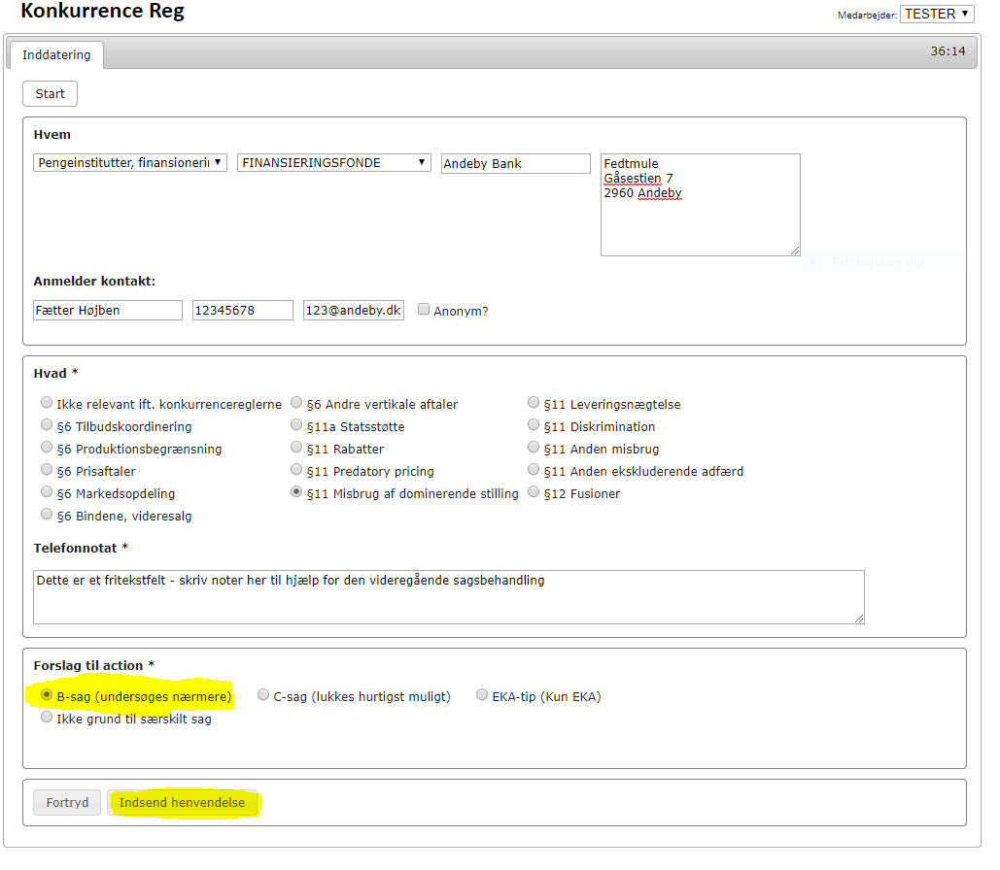 Konkurrence Reg
Medarbejder: TESTER
Inddatering
36:14
Start
Hvem
Pengeinstitutter, finansionerir FINANSIERINGSFONDE Andeby Bank
Fedtmule
Gåsestien 7
2960 Andeby
Anmelder kontakt:
Fætter Højben 12345678 123@andeby.dk Anonym?
Hvad *
Ikke relevant ift. konkurrencereglerne §6 Andre vertikale aftaler §11 Leveringsnægtelse
§6 Tilbudskoordinering §11a Statsstøtte §11 Diskrimination
§6 Produktionsbegrænsning §11 Rabatter §11 Anden misbrug
§6 Prisaftaler §11 Predatory pricing §11 Anden ekskluderende adfærd
§6 Markedsopdeling §11 Misbrug af dominerende stilling §12 Fusioner
§6 Bindene, videresalg
Telefonnotat *
Dette er et fritekstfelt - skriv noter her til hjælp for den videregående sagsbehandling
Forslag til action *
B-sag (undersøges nærmere) C-sag (lukkes hurtigst muligt) EKA-tip (Kun EKA)
Ikke grund til særskilt sag
Fortryd Indsend henvendelse